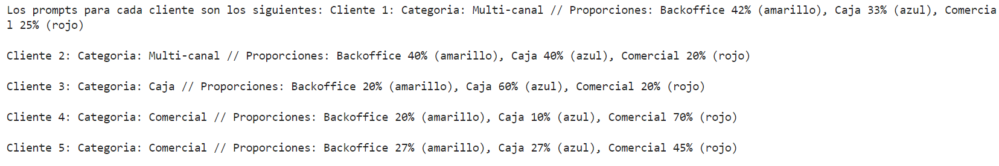 Los prompts para cada cliente son los siguientes: Cliente 1: Categoria: Multi-canal // Proporciones: Backoffice 42% (amarillo), Caja 33% (azul), Comercia
l 25% (rojo)
Cliente 2: Categoria: Multi-canal // Proporciones: Backoffice 40% (amarillo), Caja 40% (azul), Comercial 20% (rojo)
Cliente 3: Categoria: Caja // Proporciones: Backoffice 20% (amarillo), Caja 60% (azul), Comercial 20% (rojo)
Cliente 4: Categoria: Comercial // Proporciones: Backoffice 20% (amarillo), Caja 10% (azul), Comercial 70% (rojo)
Cliente 5: Categoria: Comercial // Proporciones: Backoffice 27% (amarillo), Caja 27% (azul), Comercial 45% (rojo)